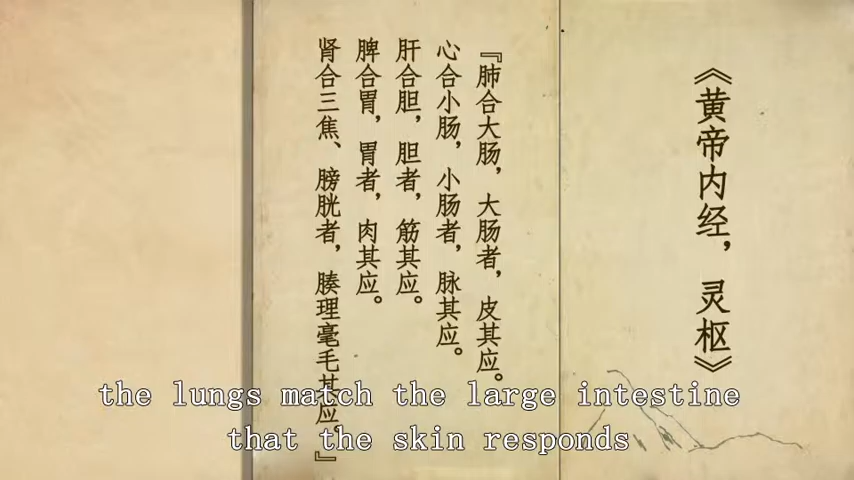 《黄帝内经，灵枢》
『肺合大肠，大肠者，皮其应。
心合小肠，小肠者，脉其应。
肝合胆，胆者，筋其应。
脾合胃，胃者，肉其应。
肾合三焦、膀胱者，腠理毫毛其应。』
the lungs match the large intestine
that the skin responds